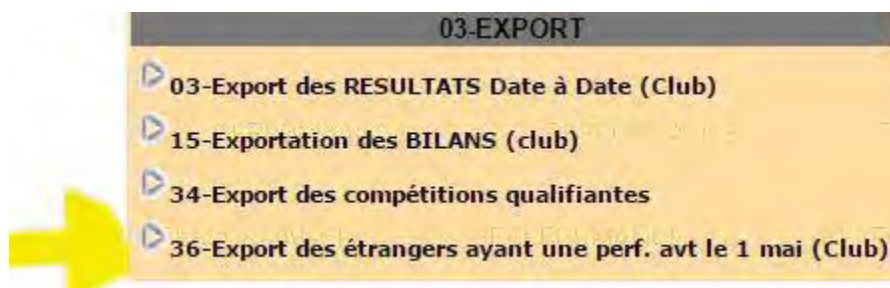 03-EXPORT
03-Export des RESULTATS Date à Date (Club)
15-Exportation des BILANS (club)
34-Export des compétitions qualifiantes
36-Export des étrangers ayant une perf. avt le 1 mai (Club)